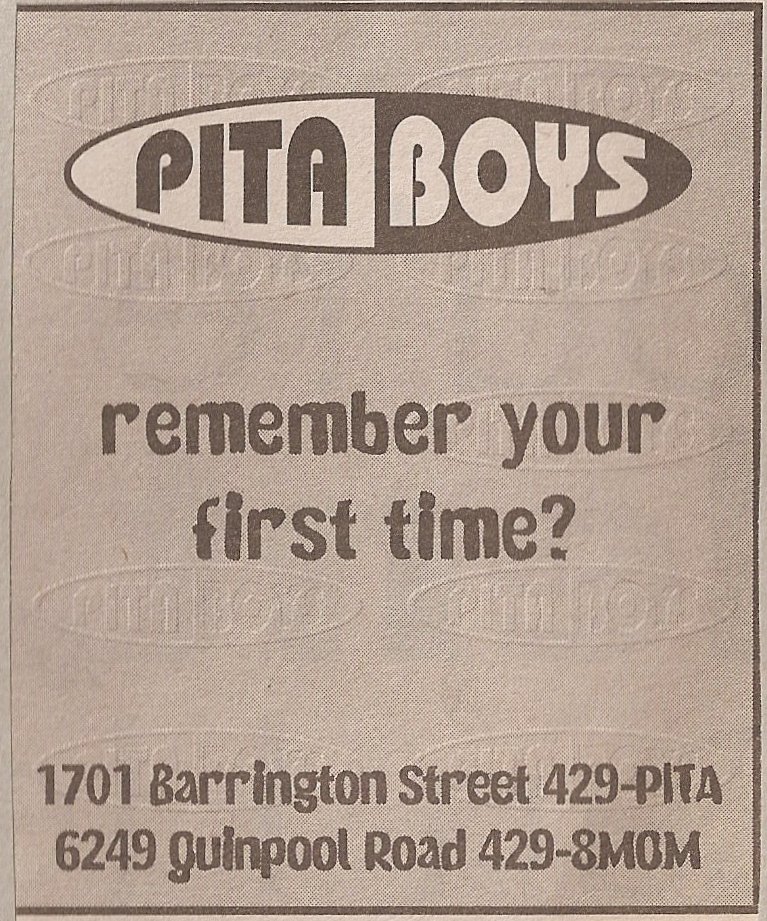 PITA BOYS
remember your
first time?
1701 Barrington Street 429-PITA
6249 Quinpool Road 429-8MOM